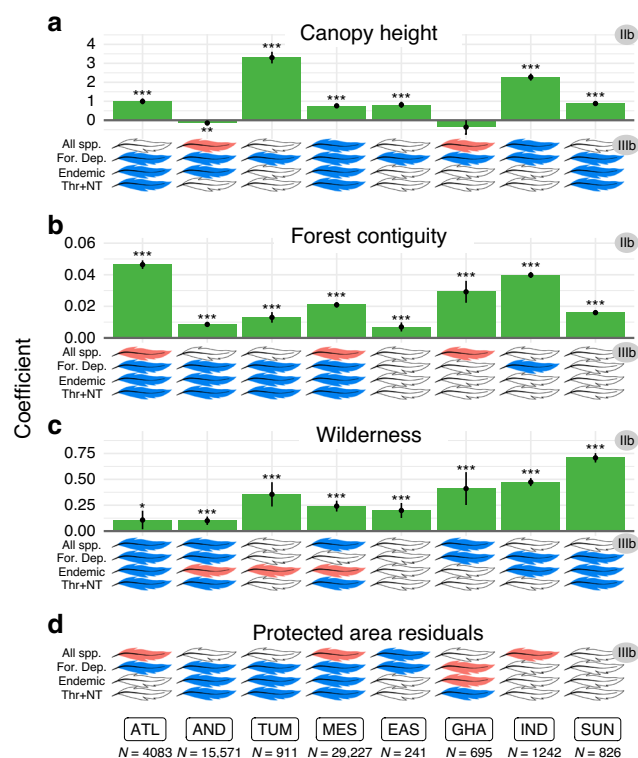 a
Canopy height
IIb
4
3
2
1
0
*** ** *** *** *** *** ***
All spp.
IIIb
For. Dep.
Endemic
Thr+NT
b
Forest contiguity
IIb
0.06
0.04
0.02
0.00
*** *** *** *** *** *** *** ***
All spp.
IIIb
For. Dep.
Endemic
Thr+NT
Coefficient
c
Wilderness
IIb
0.75
0.50
0.25
0.00
* *** *** *** *** *** *** ***
All spp.
IIIb
For. Dep.
Endemic
Thr+NT
d
Protected area residuals
All spp.
IIIb
For. Dep.
Endemic
Thr+NT
ATL AND TUM MES EAS GHA IND SUN
N = 4083 N = 15,571 N = 911 N = 29,227 N = 241 N = 695 N = 1242 N = 826